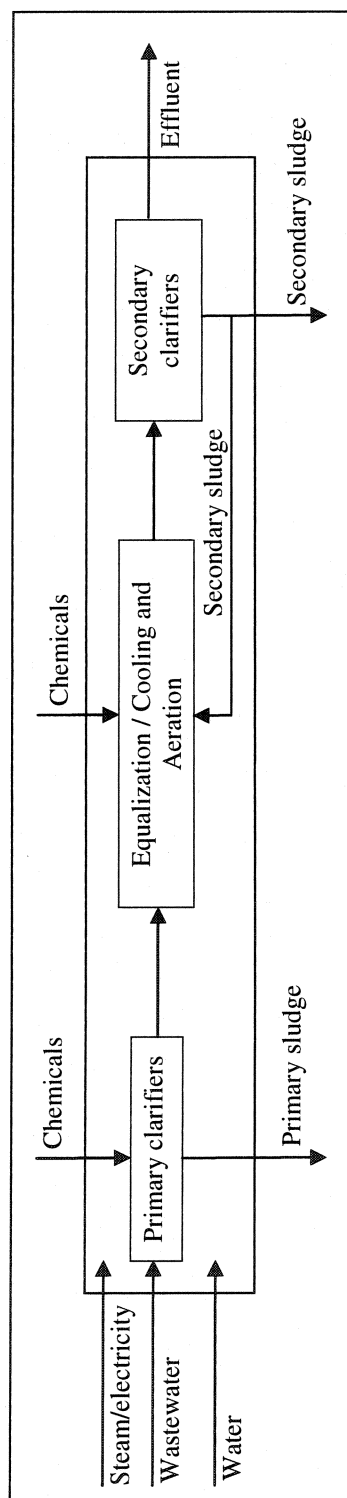 Chemicals
Chemicals
Steam/electricity
Wastewater
Water
Primary clarifiers
Equalization / Cooling and
Aeration
Secondary
clarifiers
Effluent
Secondary sludge
Primary sludge
Secondary sludge